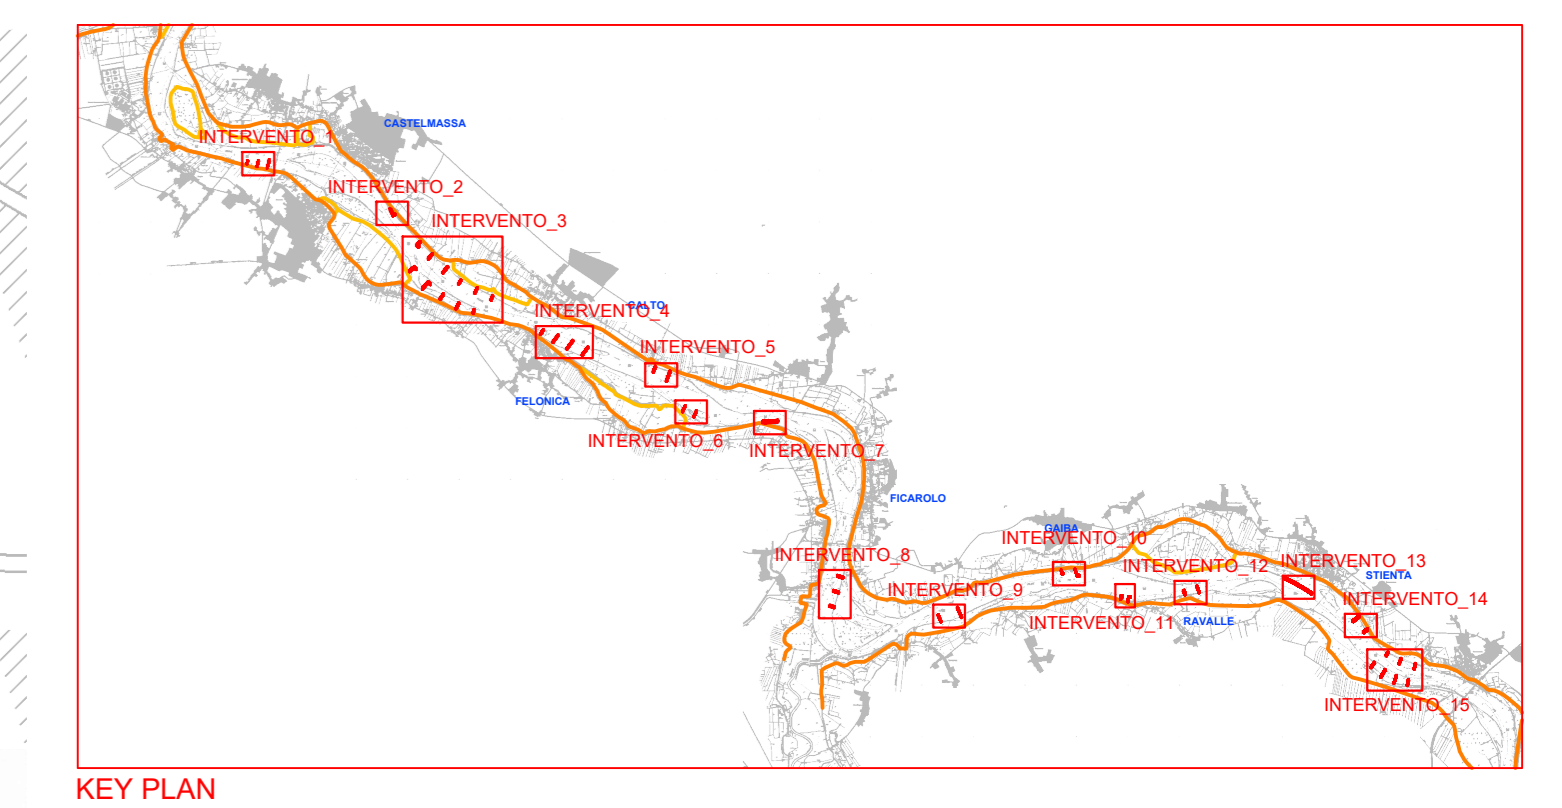 CASTELMASSA
INTERVENTO_1
INTERVENTO_2
INTERVENTO_3
CALTO
INTERVENTO_4
INTERVENTO_5
FELONICA
INTERVENTO_6
INTERVENTO_7
FICAROLO
GAIBA
INTERVENTO_10
INTERVENTO_8
INTERVENTO_12
INTERVENTO_13
STIENTA
INTERVENTO_9
INTERVENTO_14
INTERVENTO_11
RAVALLE
INTERVENTO_15
KEY PLAN